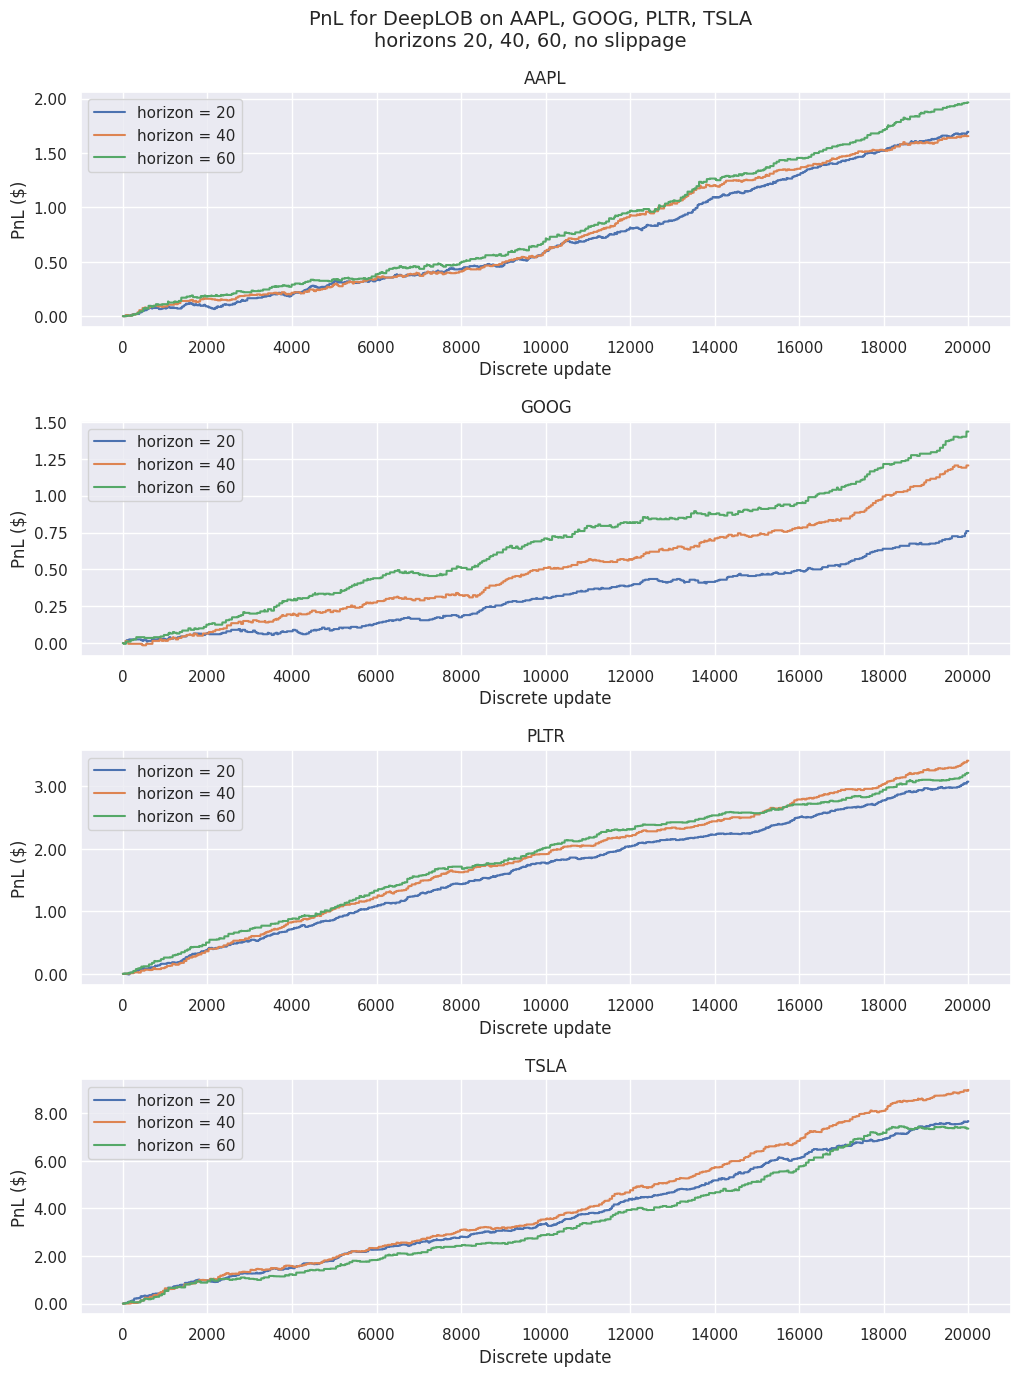 PnL for DeepLOB on AAPL, GOOG, PLTR, TSLA
horizons 20, 40, 60, no slippage
AAPL
horizon = 20
horizon = 40
horizon = 60
PnL ($)
2.00
1.50
1.00
0.50
0.00
0 2000 4000 6000 8000 10000 12000 14000 16000 18000 20000
Discrete update
GOOG
horizon = 20
horizon = 40
horizon = 60
PnL ($)
1.50
1.25
1.00
0.75
0.50
0.25
0.00
0 2000 4000 6000 8000 10000 12000 14000 16000 18000 20000
Discrete update
PLTR
horizon = 20
horizon = 40
horizon = 60
PnL ($)
3.00
2.00
1.00
0.00
0 2000 4000 6000 8000 10000 12000 14000 16000 18000 20000
Discrete update
TSLA
horizon = 20
horizon = 40
horizon = 60
PnL ($)
8.00
6.00
4.00
2.00
0.00
0 2000 4000 6000 8000 10000 12000 14000 16000 18000 20000
Discrete update